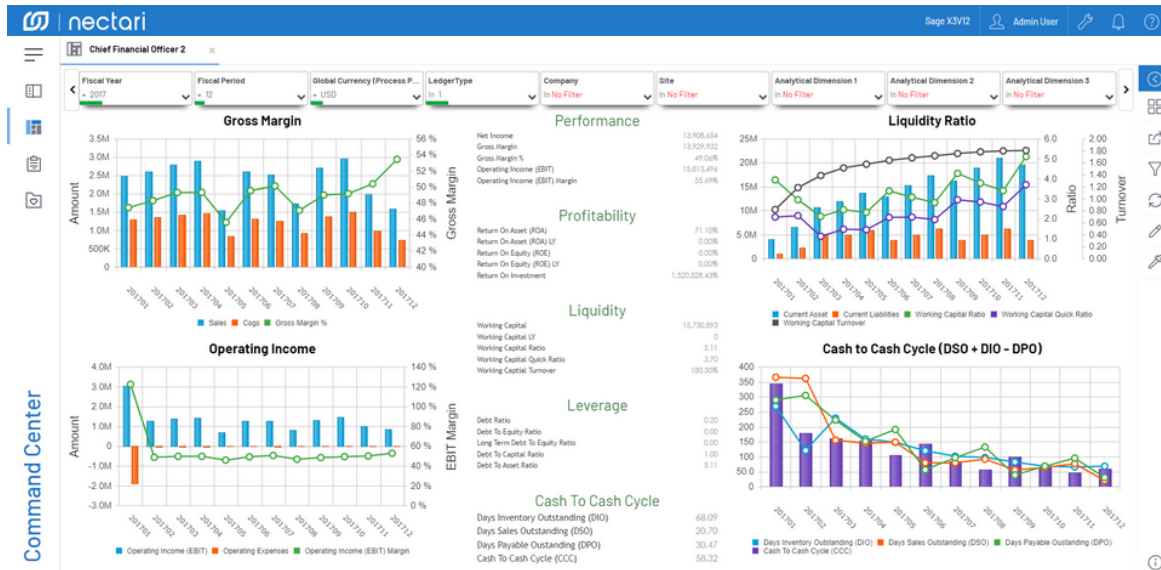 nectari
Sage X3V12
Admin User
Chief Financial Officer 2
Fiscal Year
= 2017
Fiscal Period
= 12
Global Currency (Process P...
= USD
LedgerType
In 1
Company
In No Filter
Site
In No Filter
Analytical Dimension 1
In No Filter
Analytical Dimension 2
In No Filter
Analytical Dimension 3
In No Filter
Command Center
Gross Margin
3.5M
3.0M
2.5M
2.0M
1.5M
1.0M
500K
0
Amount
56 %
54 %
52 %
50 %
48 %
46 %
44 %
42 %
40 %
Gross Margin
201701
201702
201703
201704
201705
201706
201707
201708
201709
201710
201711
201712
Sales Cogs Gross Margin %
Operating Income
4.0M
3.0M
2.0M
1.0M
0
-1.0M
-2.0M
-3.0M
Amount
140 %
120 %
100 %
80 %
60 %
40 %
20 %
0 %
EBIT Margin
201701
201702
201703
201704
201705
201706
201707
201708
201709
201710
201711
201712
Operating Income (EBIT) Operating Expenses Operating Income (EBIT) Margin
Performance
Net Income 13,908,654
Gross Margin 13,929,932
Gross Margin % 49.06%
Operating Income (EBIT) 15,813,496
Operating Income (EBIT) Margin 55.69%
Profitability
Return On Asset (ROA) 71.10%
Return On Asset (ROA) LY 0.00%
Return On Equity (ROE) 0.00%
Return On Equity (ROE) LY 0.00%
Return On Investment 1,520,528.43%
Liquidity
Working Capital 15,730,893
Working Capital LY 0
Working Capital Ratio 5.11
Working Capital Quick Ratio 3.70
Working Captial Turnover 180.50%
Leverage
Debt Ratio 0.20
Debt To Equity Ratio 0.00
Long Term Debt To Equity Ratio 0.00
Debt To Capital Ratio 1.00
Debt To Asset Ratio 5.11
Cash To Cash Cycle
Days Inventory Outstanding (DIO) 68.09
Days Sales Outstanding (DSO) 20.70
Days Payable Oustanding (DPO) 30.47
Cash To Cash Cycle (CCC) 58.32
Liquidity Ratio
25M
20M
15M
10M
5.0M
0.0
6.0
5.0
4.0
3.0
2.0
1.0
0.0
Ratio
2.00
1.80
1.60
1.40
1.20
1.00
0.80
0.60
0.40
0.20
0.00
Turnover
201701
201702
201703
201704
201705
201706
201707
201708
201709
201710
201711
201712
Current Asset Current Liabilities Working Capital Ratio Working Capital Quick Ratio
Working Captial Turnover
Cash to Cash Cycle (DSO + DIO - DPO)
400
350
300
250
200
150
100
50.0
0.0
201701
201702
201703
201704
201705
201706
201707
201708
201709
201710
201711
201712
Days Inventory Outstanding (DIO) Days Sales Outstanding (DSO) Days Payable Oustanding (DPO)
Cash To Cash Cycle (CCC)